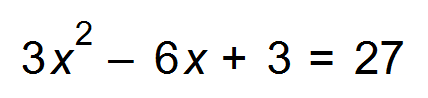 3x² – 6x + 3 = 27